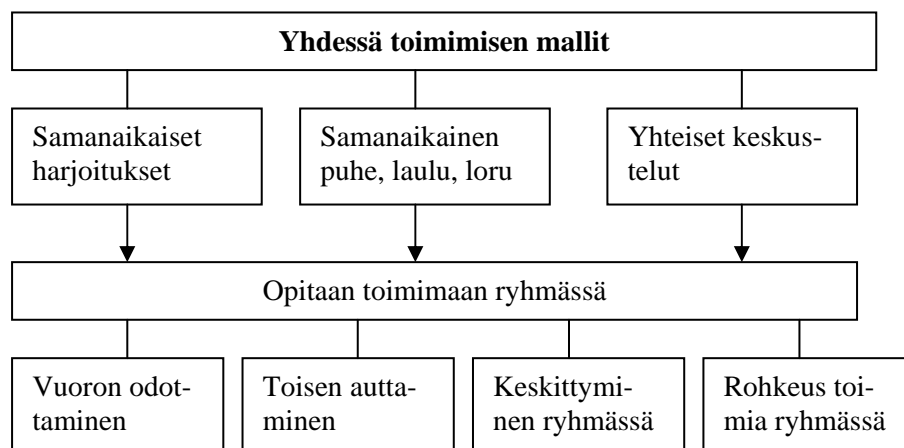 Yhdessä toimimisen mallit
Samanaikaiset
harjoitukset
Samanaikainen
puhe, laulu, loru
Yhteiset keskus-
telut
Opitaan toimimaan ryhmässä
Vuoron odot-
taminen
Toisen autta-
minen
Keskittymi-
nen ryhmässä
Rohkeus toi-
mia ryhmässä